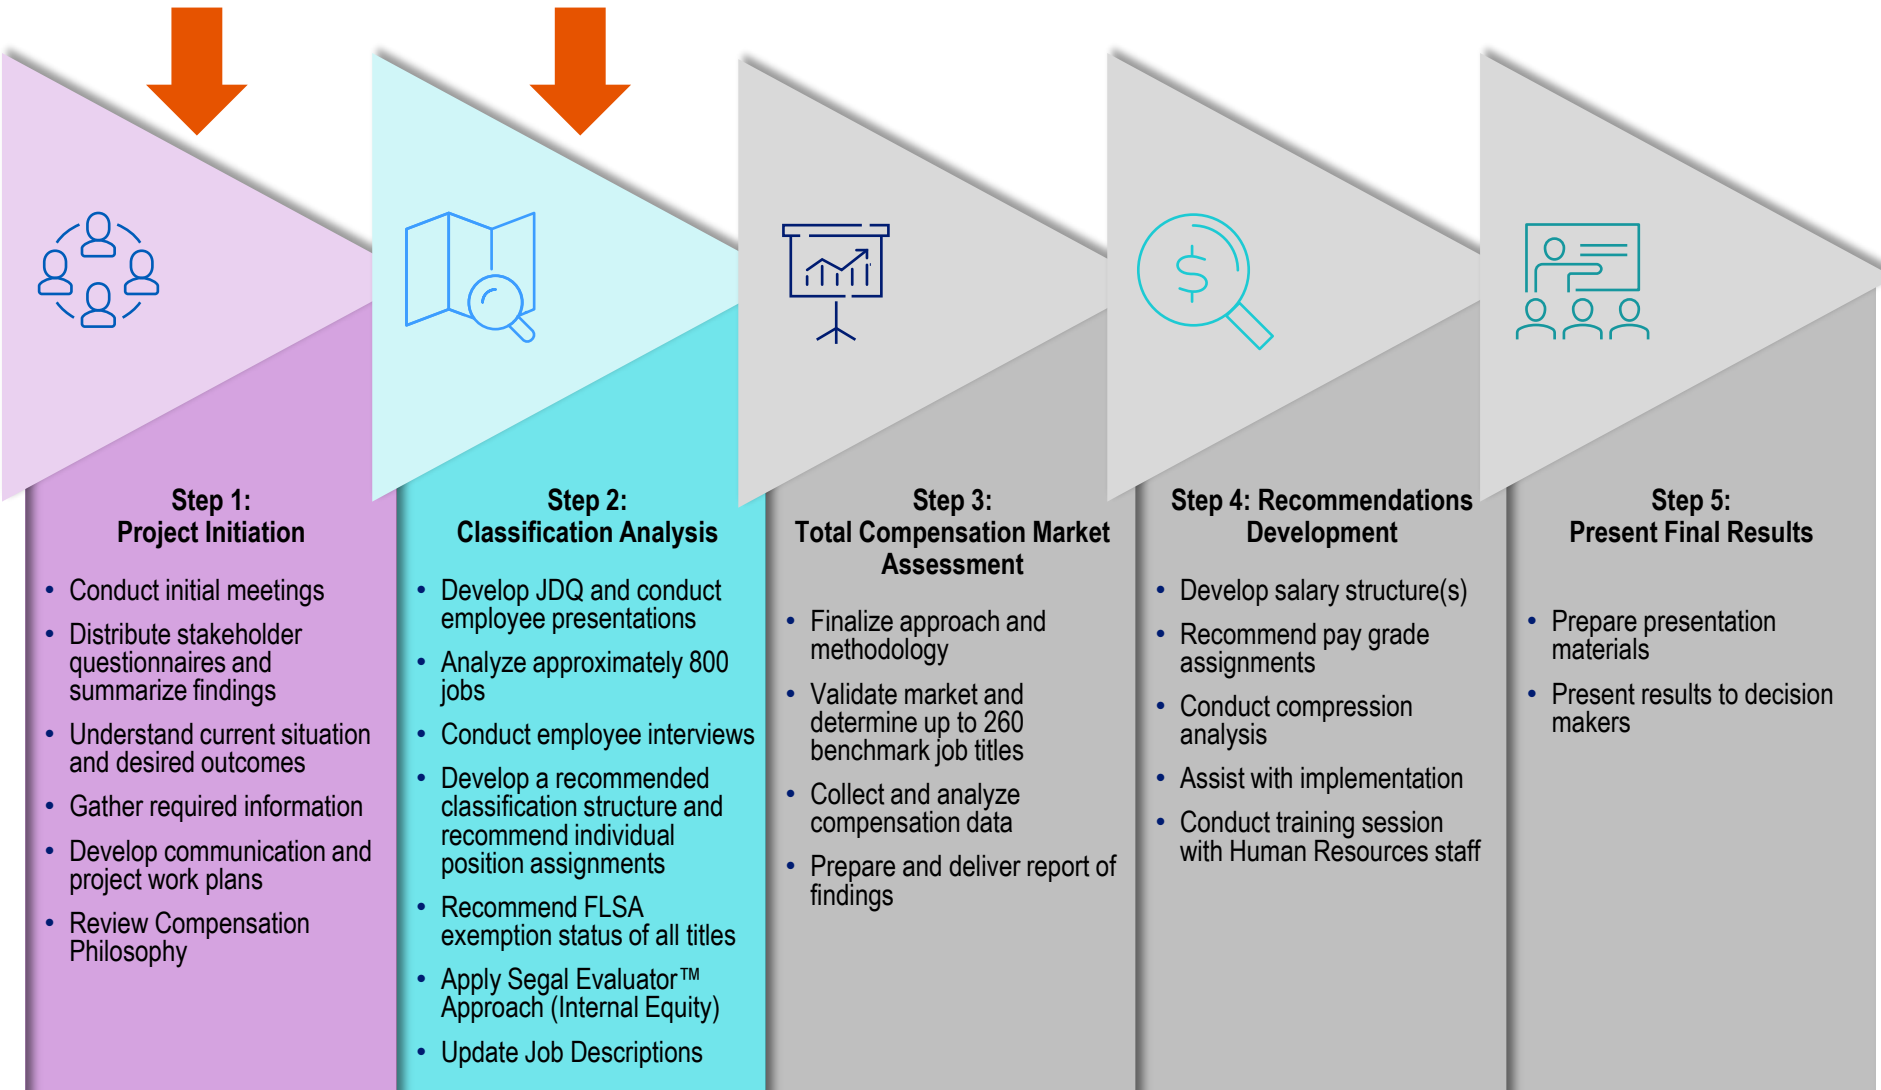 Step 1:
Project Initiation
• Conduct initial meetings
• Distribute stakeholder
questionnaires and
summarize findings
• Understand current situation
and desired outcomes
• Gather required information
• Develop communication and
project work plans
• Review Compensation
Philosophy
Step 2:
Classification Analysis
• Develop JDQ and conduct
employee presentations
• Analyze approximately 800
jobs
• Conduct employee interviews
• Develop a recommended
classification structure and
recommend individual
position assignments
• Recommend FLSA
exemption status of all titles
• Apply Segal Evaluator™
Approach (Internal Equity)
• Update Job Descriptions
Step 3:
Total Compensation Market
Assessment
• Finalize approach and
methodology
• Validate market and
determine up to 260
benchmark job titles
• Collect and analyze
compensation data
• Prepare and deliver report of
findings
Step 4: Recommendations
Development
• Develop salary structure(s)
• Recommend pay grade
assignments
• Conduct compression
analysis
• Assist with implementation
• Conduct training session
with Human Resources staff
Step 5:
Present Final Results
• Prepare presentation
materials
• Present results to decision
makers